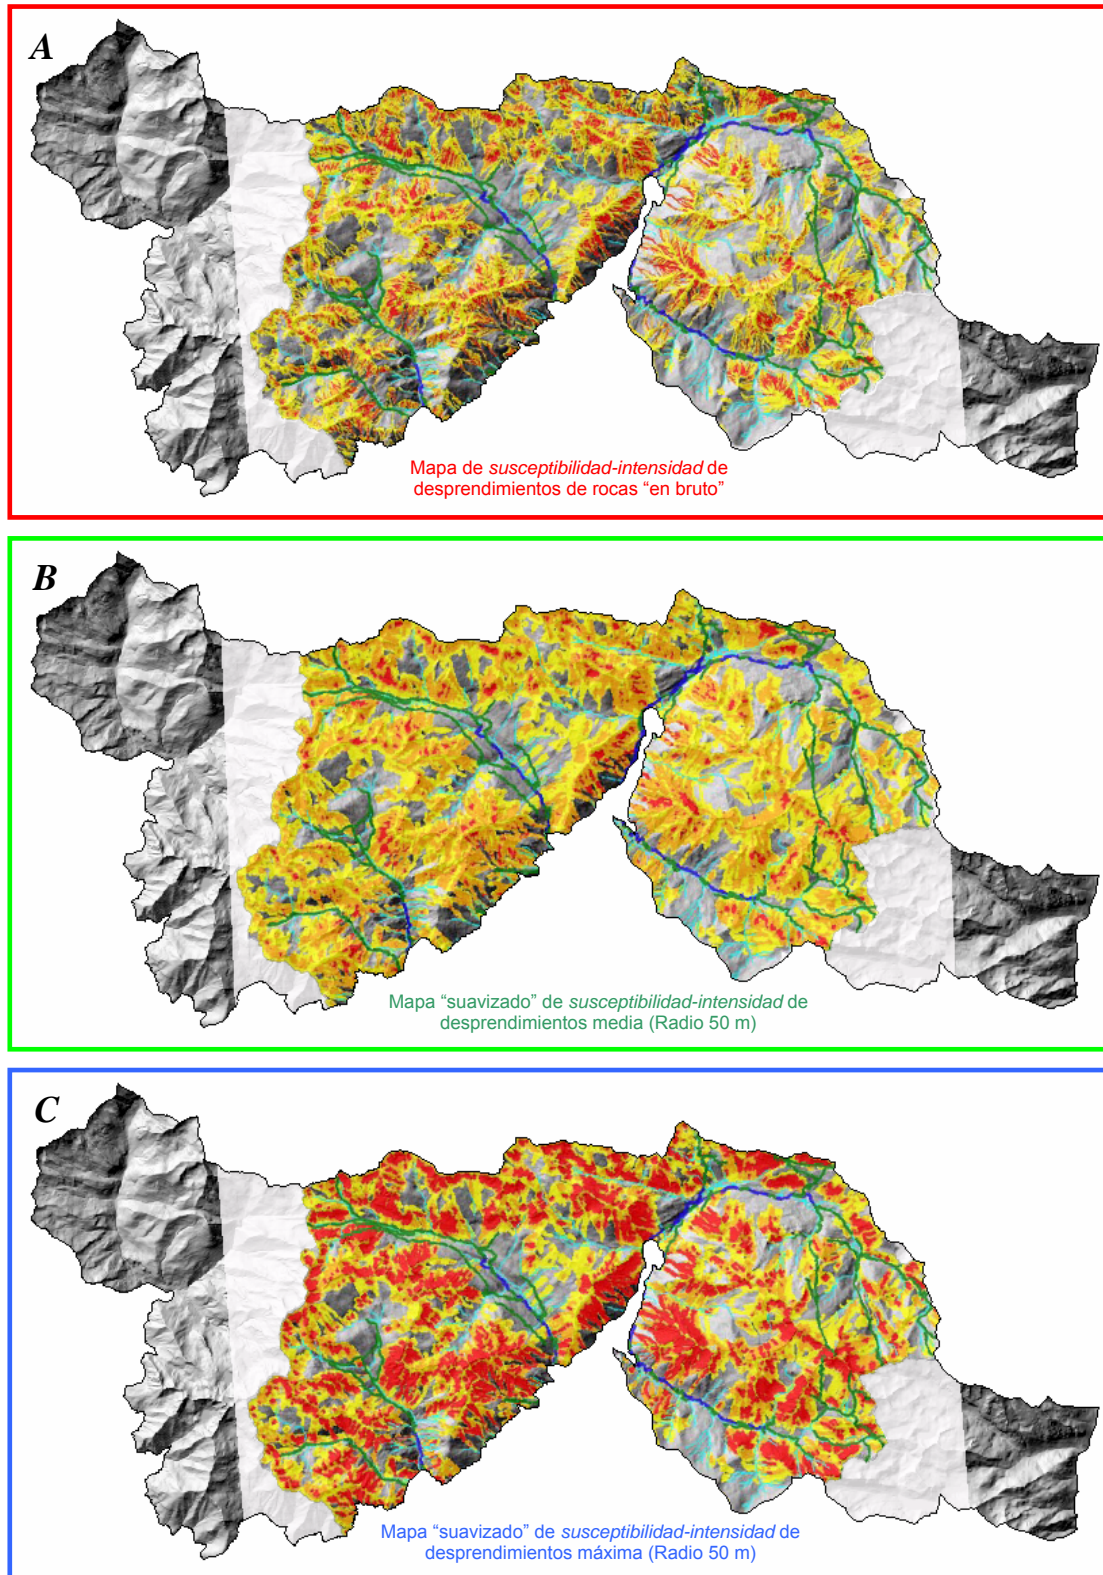 A
Mapa de susceptibilidad-intensidad de
desprendimientos de rocas “en bruto”
B
Mapa “suavizado” de susceptibilidad-intensidad de
desprendimientos media (Radio 50 m)
C
Mapa “suavizado” de susceptibilidad-intensidad de
desprendimientos máxima (Radio 50 m)